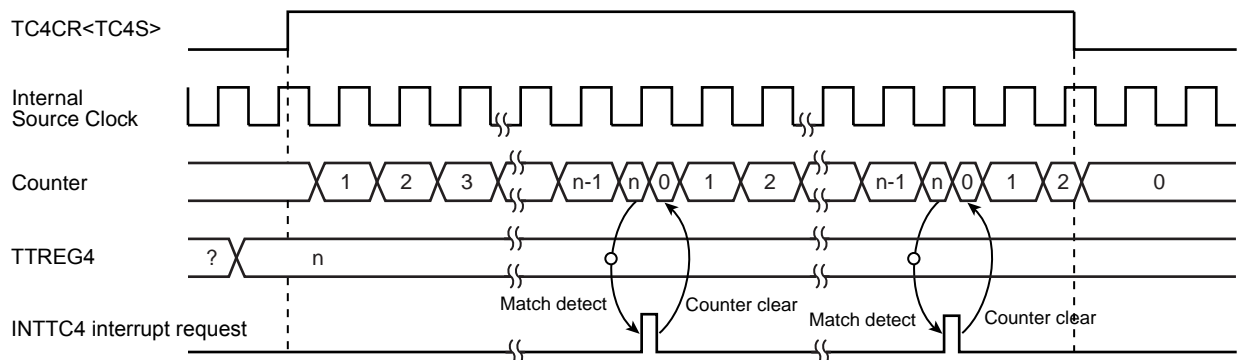 TC4CR<TC4S>
Internal
Source Clock
Counter
1 2 3 n-1 n 0 1 2 n-1 n 0 1 2 0
TTREG4
? n
Match detect Counter clear Match detect Counter clear
INTTC4 interrupt request